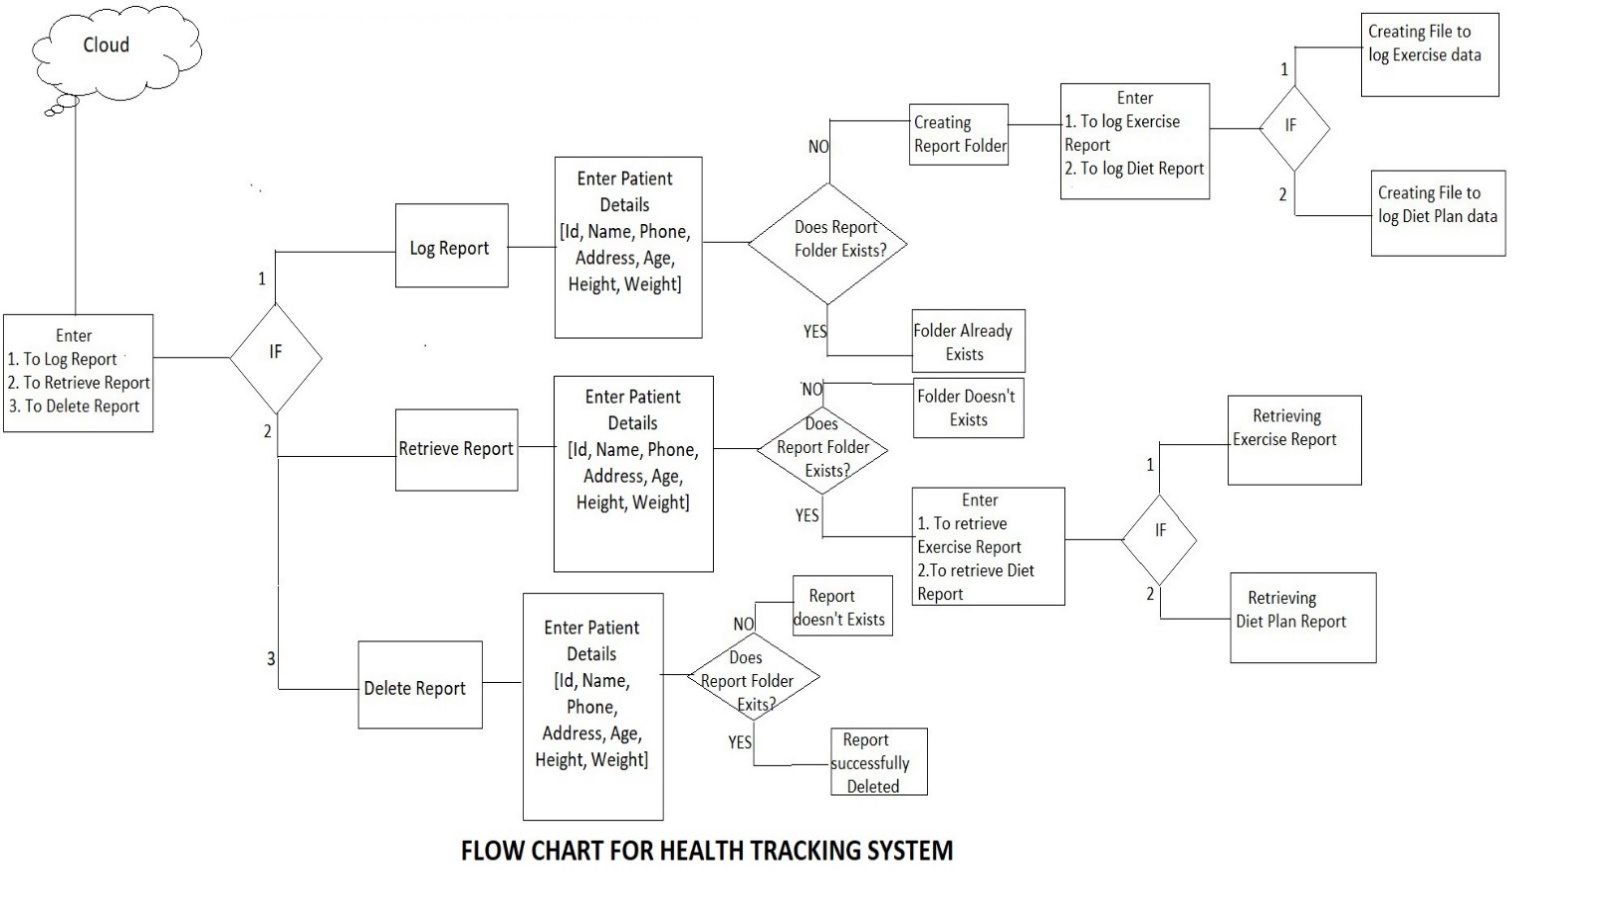 Cloud
Enter
1. To Log Report
2. To Retrieve Report
3. To Delete Report
IF
1
2
3
Log Report
Enter Patient
Details
[Id, Name, Phone,
Address, Age,
Height, Weight]
Does Report
Folder Exists?
NO
YES
Creating
Report Folder
Folder Already
Exists
Enter
1. To log Exercise
Report
2. To log Diet Report
IF
1
2
Creating File to
log Exercise data
Creating File to
log Diet Plan data
Retrieve Report
Enter Patient
Details
[Id, Name, Phone,
Address, Age,
Height, Weight]
Does
Report Folder
Exists?
NO
YES
Folder Doesn't
Exists
Enter
1. To retrieve
Exercise Report
2.To retrieve Diet
Report
IF
1
2
Retrieving
Exercise Report
Retrieving
Diet Plan Report
Delete Report
Enter Patient
Details
[Id, Name,
Phone,
Address, Age,
Height, Weight]
Does
Report Folder
Exits?
NO
YES
Report
doesn't Exists
Report
successfully
Deleted
FLOW CHART FOR HEALTH TRACKING SYSTEM